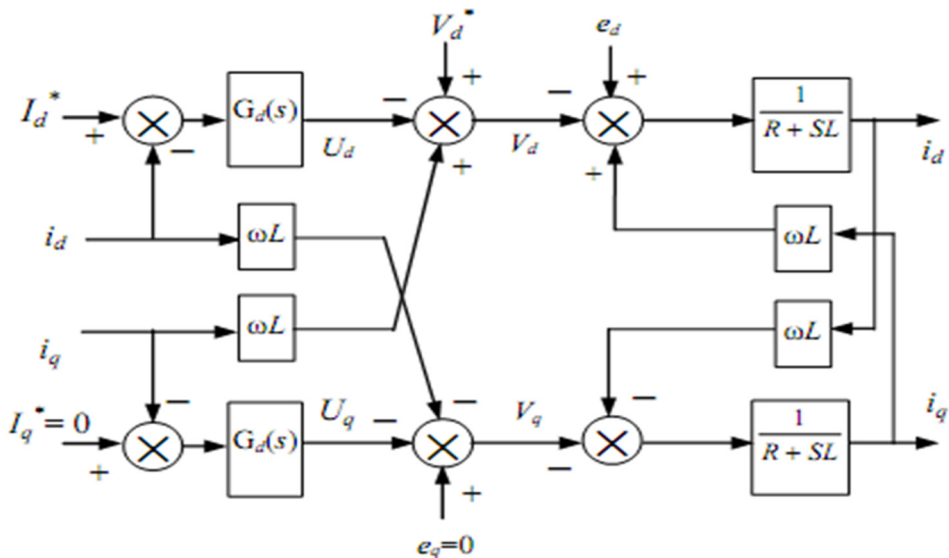 V_d^*
e_d
I_d^*
+
−
G_d(s)
−
U_d
+
+
V_d
−
+
+
1
R + SL
i_d
i_d
ωL
ωL
i_q
ωL
ωL
I_q^*= 0
+
−
G_d(s)
U_q
−
−
+
V_q
−
−
1
R + SL
i_q
e_q=0